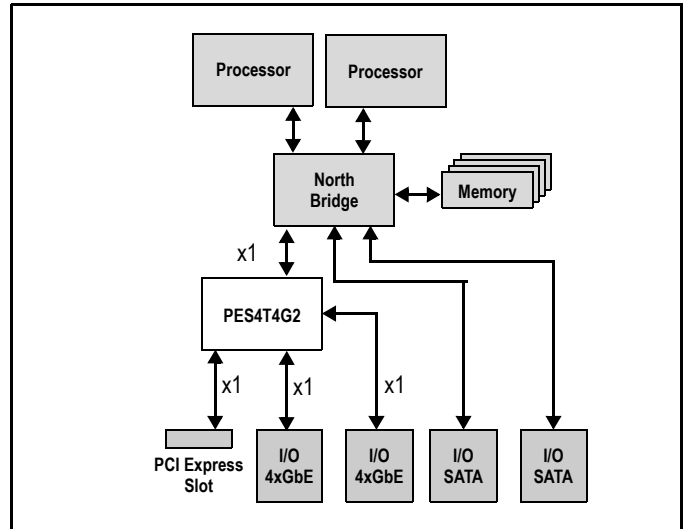 Processor
Processor
North
Bridge
Memory
x1
PES4T4G2
x1
x1
x1
PCI Express
Slot
I/O
4xGbE
I/O
4xGbE
I/O
SATA
I/O
SATA